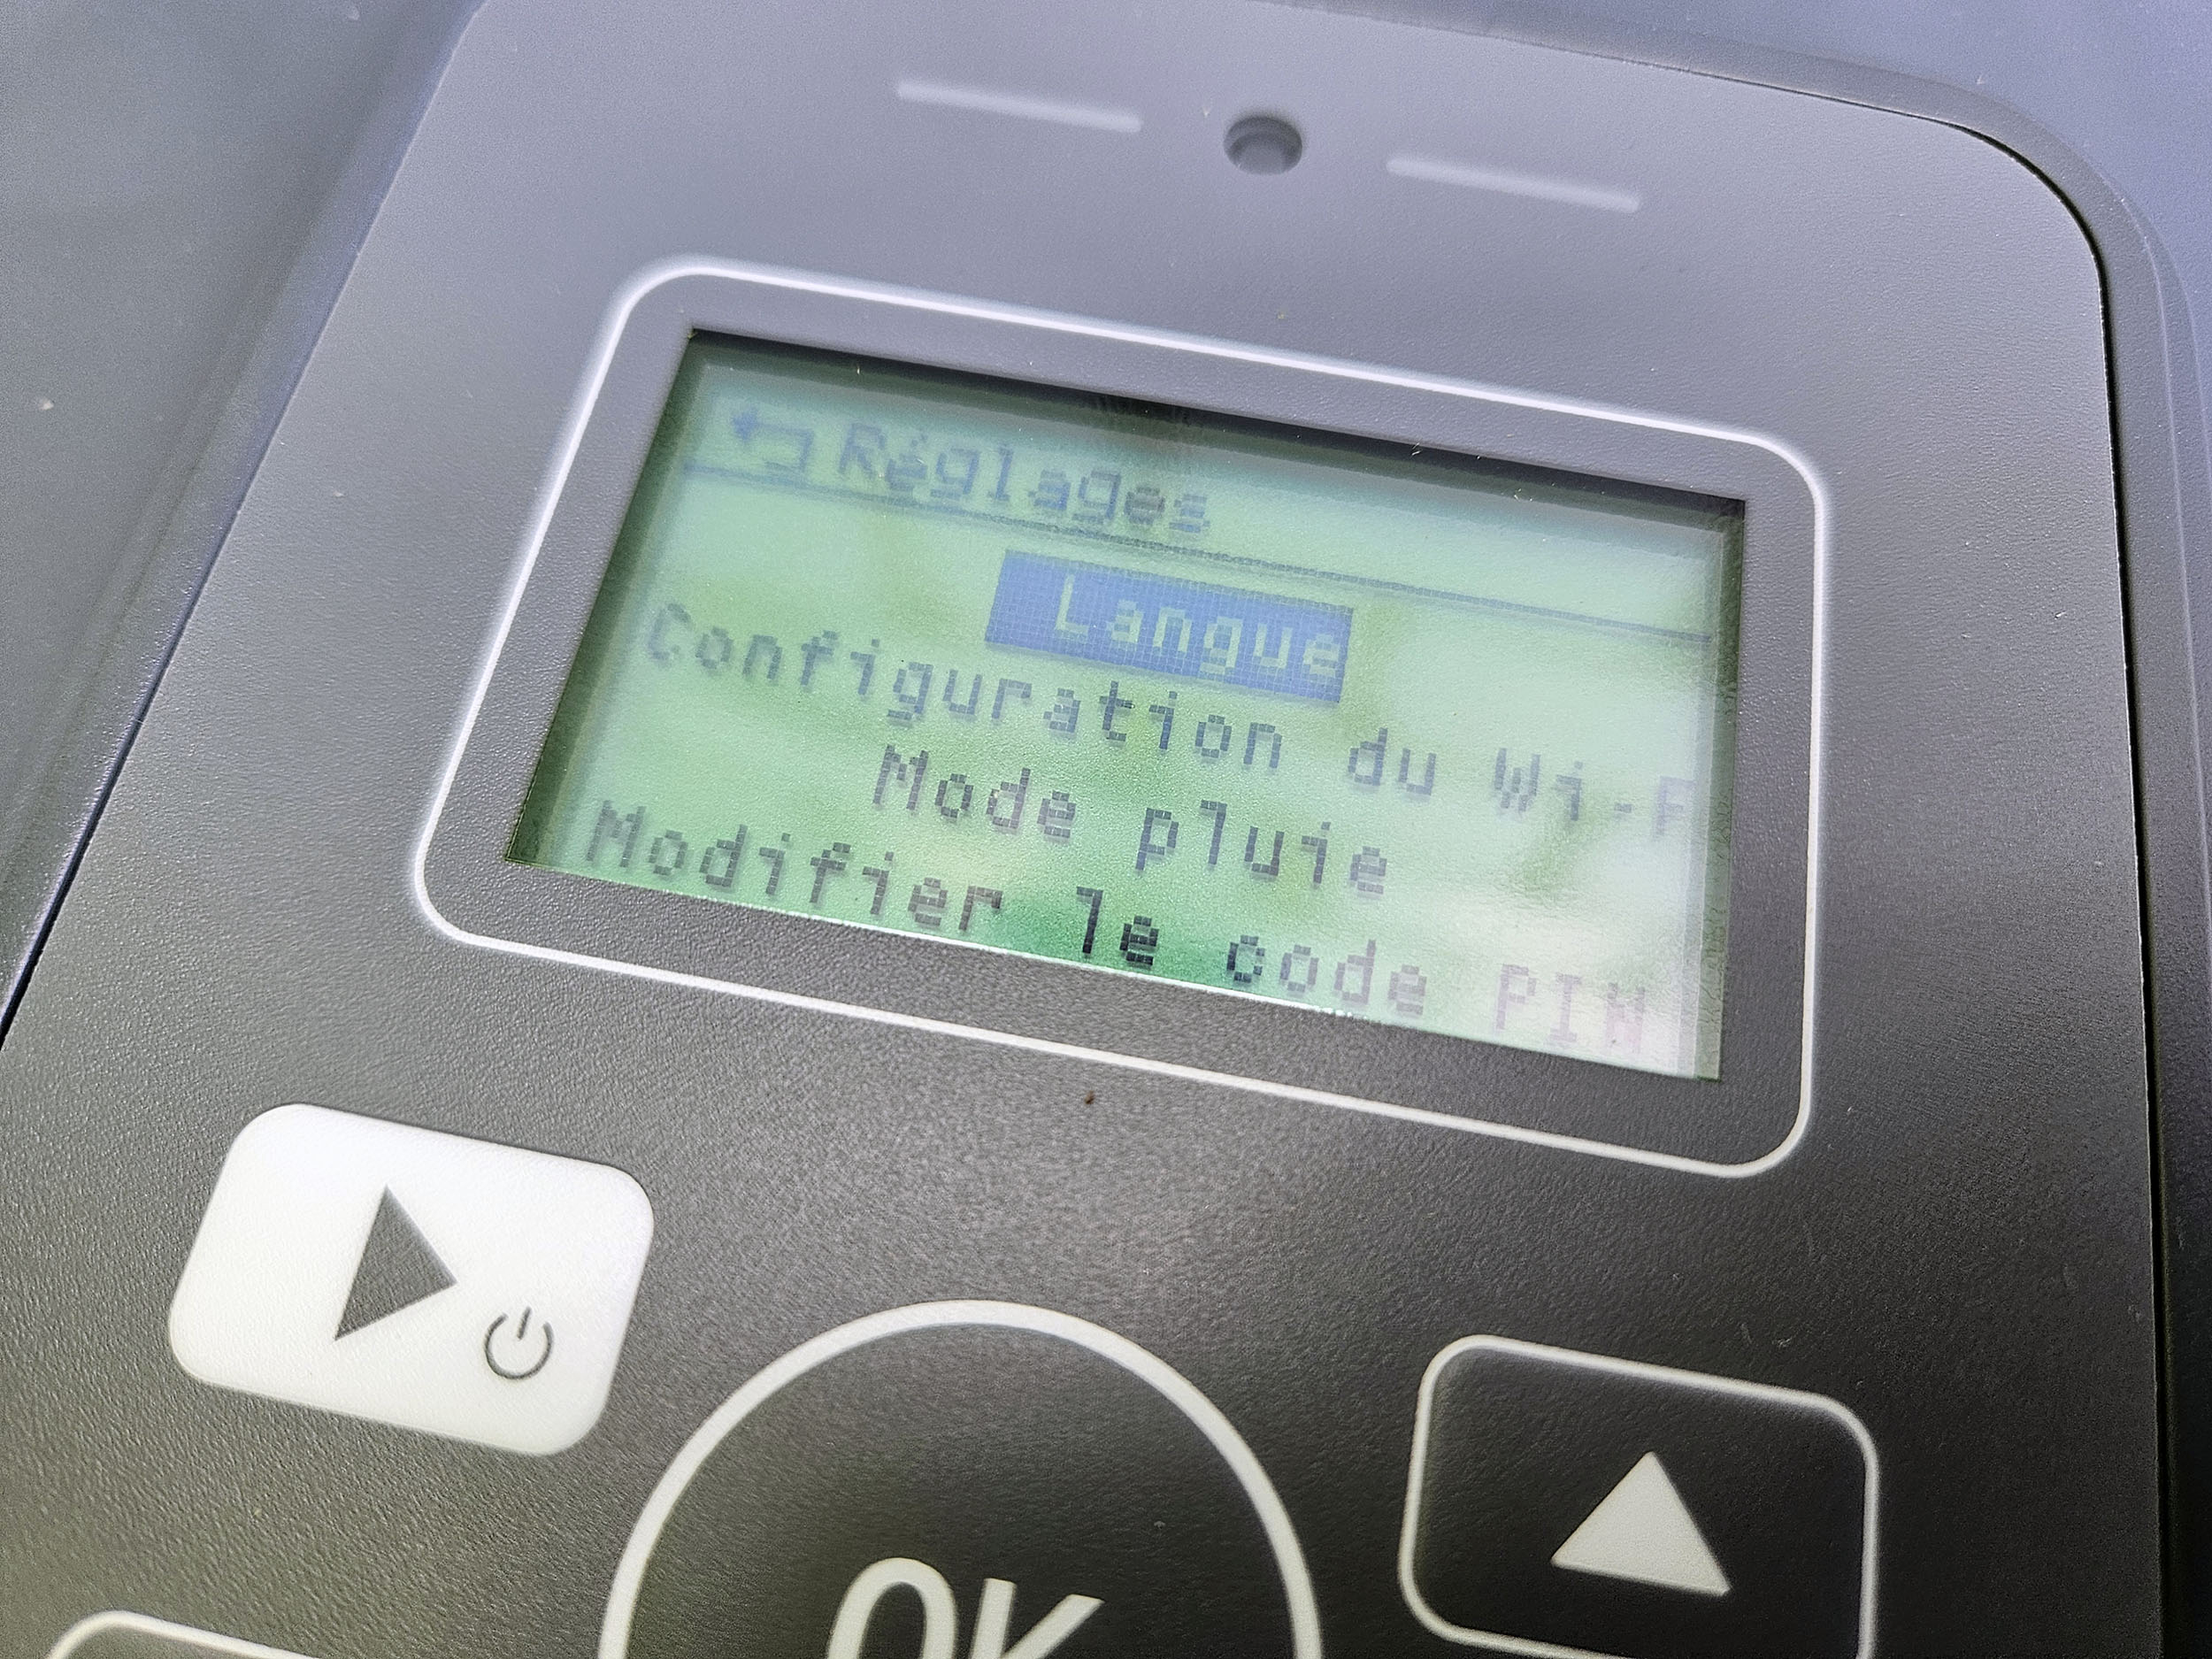 Réglages
Langue
Configuration du Wi-F
Mode pluie
Modifier le code PIN
OK